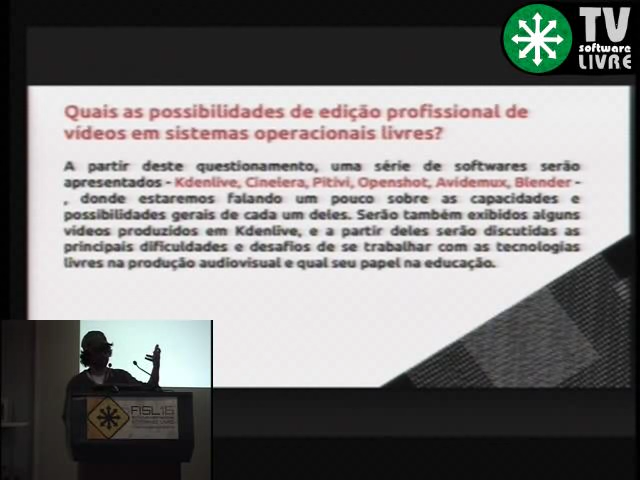 TV
software
LIVRE
Quais as possibilidades de edição profissional de
vídeos em sistemas operacionais livres?
A partir deste questionamento, uma série de softwares serão
apresentados - Kdenlive, Cinelera, Pitivi, Openshot, Avidemux, Blender -
, donde estaremos falando um pouco sobre as capacidades e
possibilidades gerais de cada um deles. Serão também exibidos alguns
vídeos produzidos em Kdenlive, e a partir deles serão discutidas as
principais dificuldades e desafios de se trabalhar com as tecnologias
livres na produção audiovisual e qual seu papel na educação.
FISL16